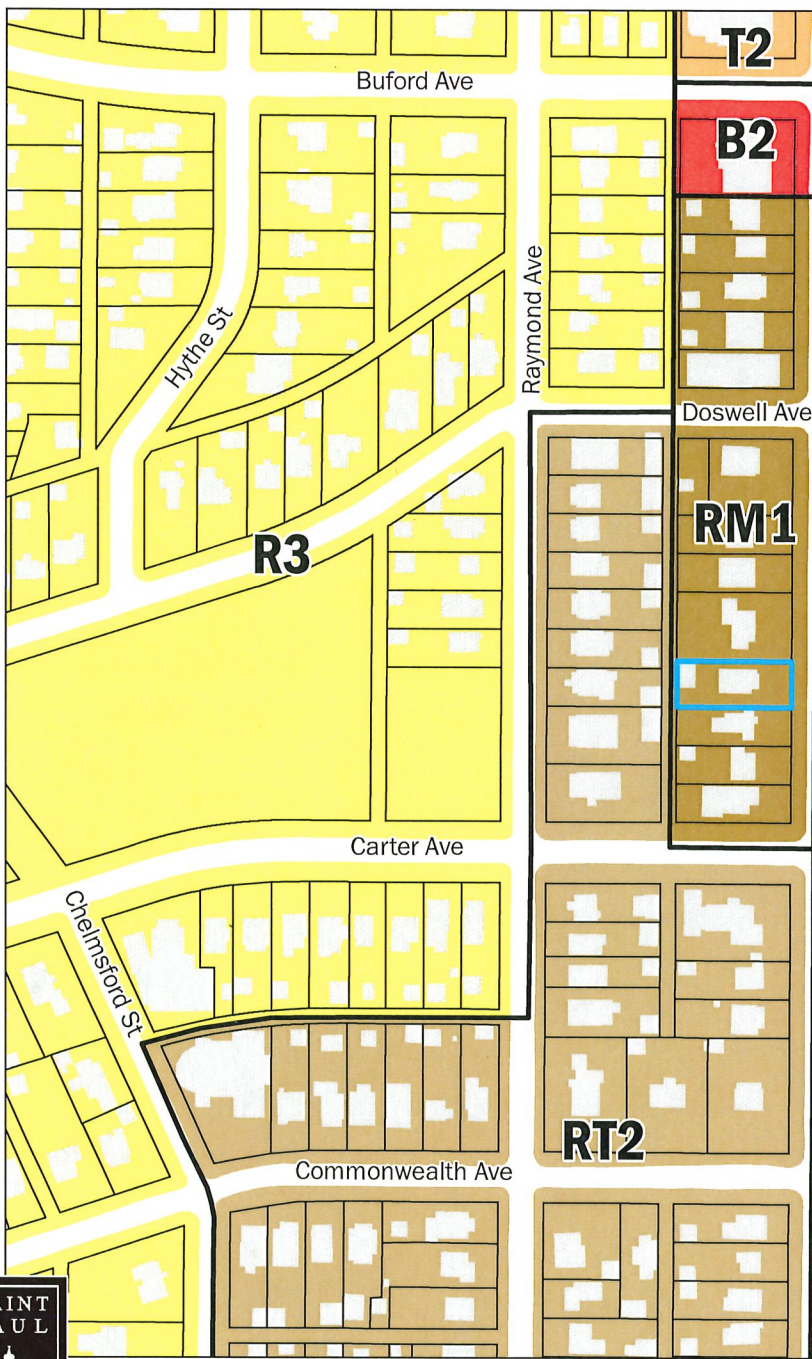 T2
Buford Ave
B2
Raymond Ave
Hythe St
Doswell Ave
RM1
R3
Carter Ave
Chelmsford St
RT2
Commonwealth Ave